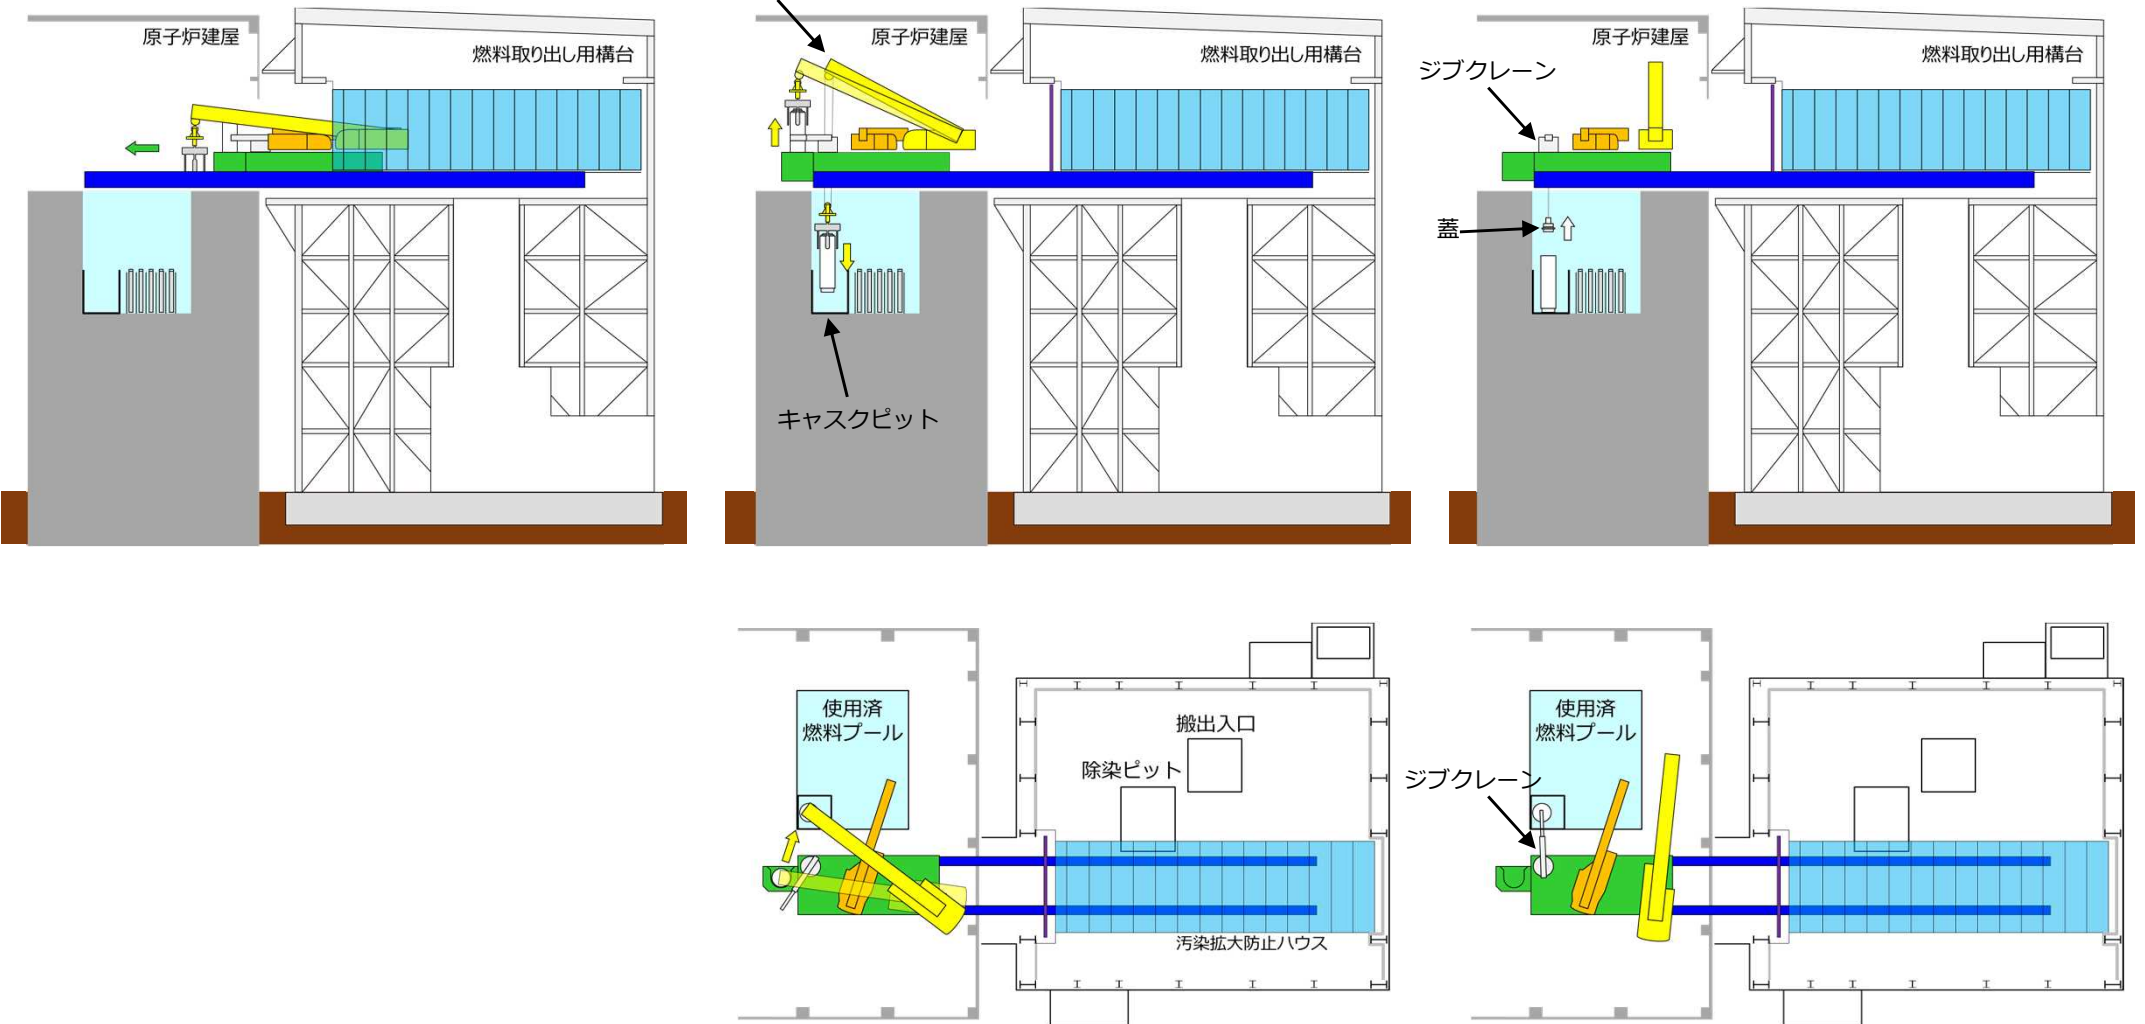 原子炉建屋
燃料取り出し用構台
原子炉建屋
燃料取り出し用構台
キャスクピット
原子炉建屋
燃料取り出し用構台
ジブクレーン
蓋
使用済
燃料プール
搬出入口
除染ピット
汚染拡大防止ハウス
使用済
燃料プール
ジブクレーン